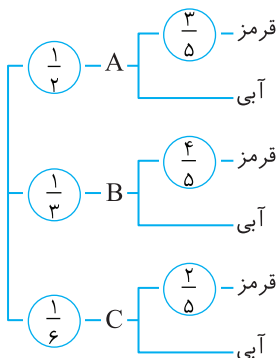 ۳/۵ قرمز
۱/۲ A
آبی
۴/۵ قرمز
۱/۳ B
آبی
۲/۵ قرمز
۱/۶ C
آبی